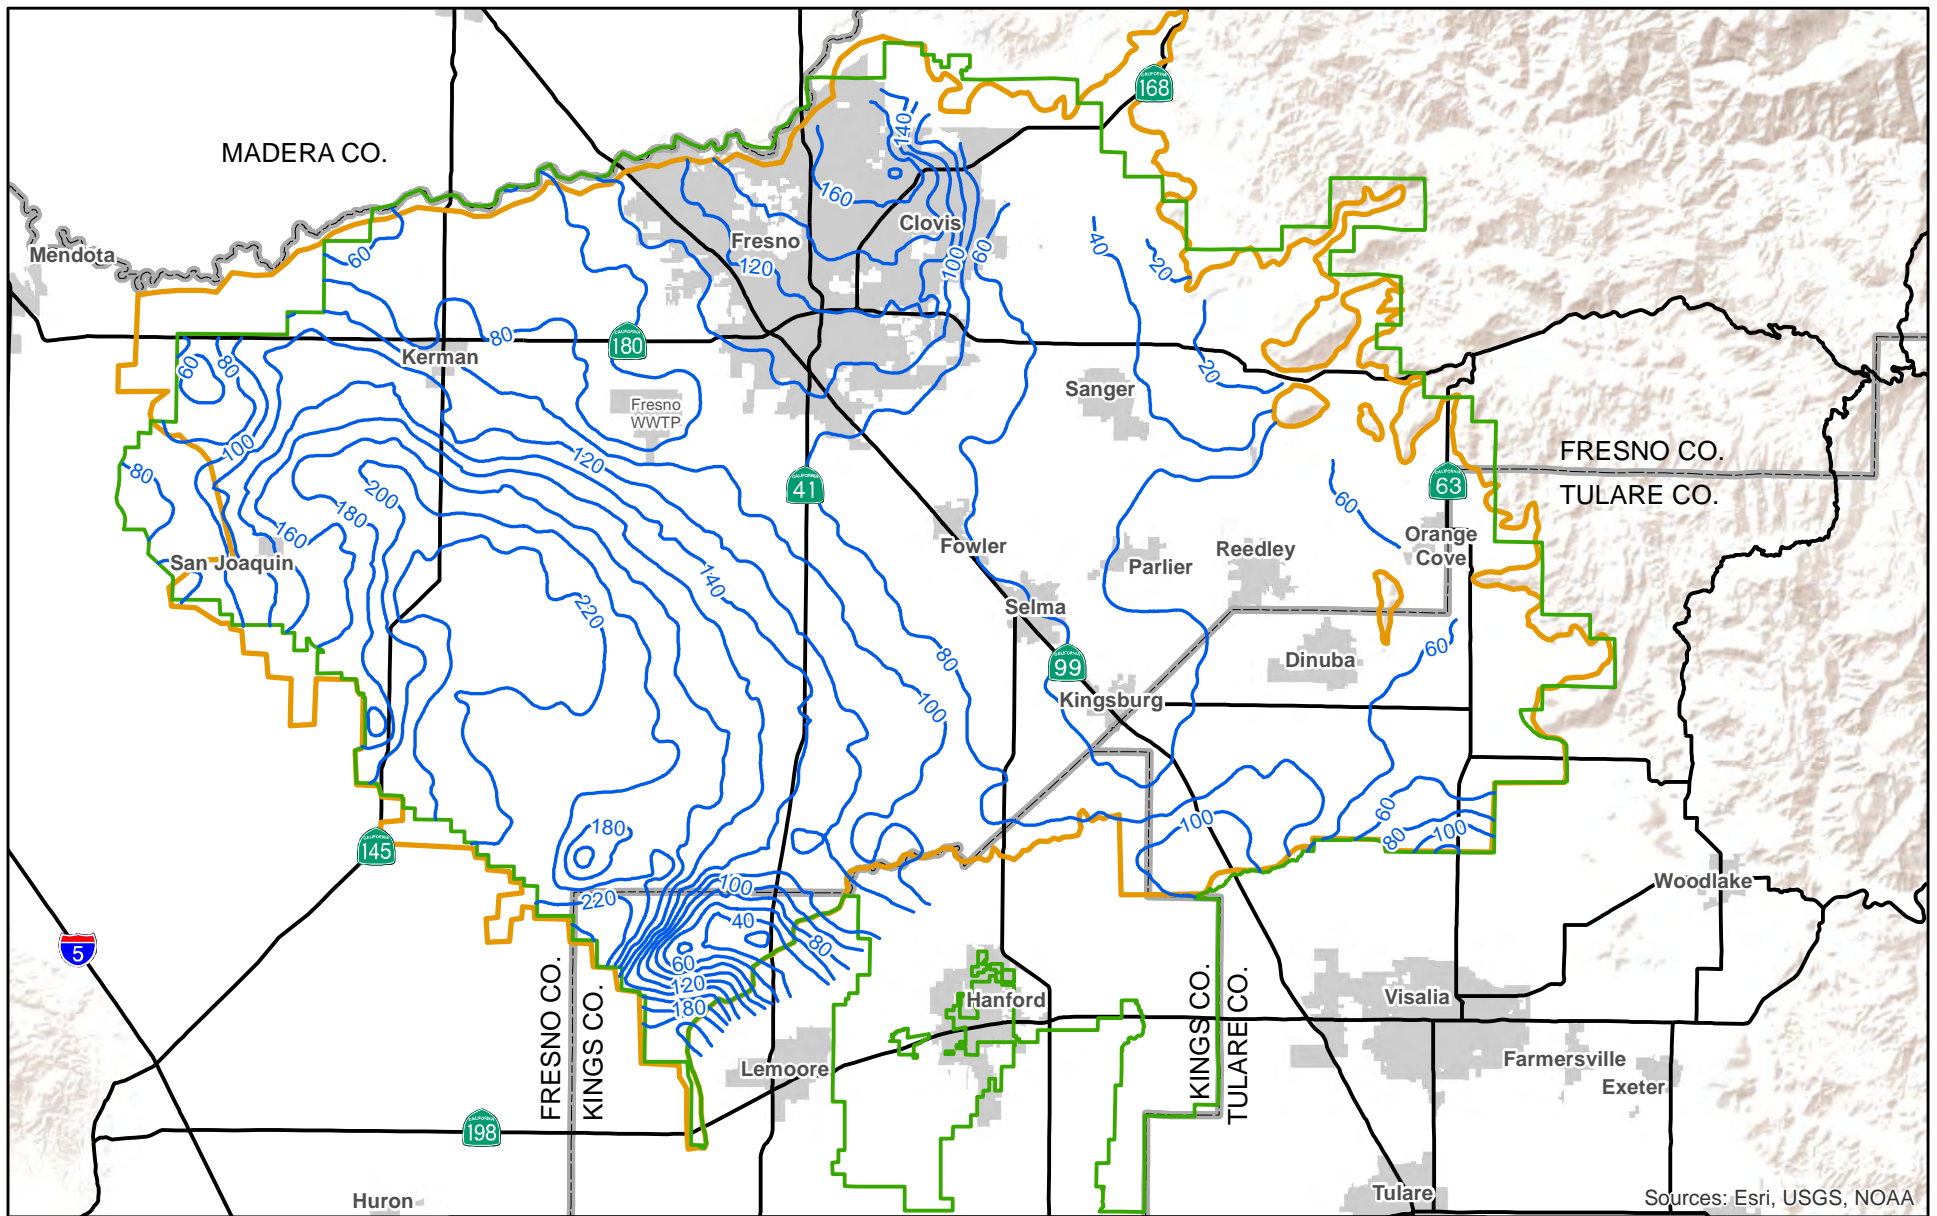 168
140
MADERA CO.
160
Clovis
Fresno
40
60
Mendota
60
100
20
120
80
180
Kerman
60
80
20
Sanger
Fresno
WWTP
100
120
FRESNO CO.
80
41
63
TULARE CO.
200
180
60
160
Fowler
Orange
Cove
Reedley
San Joaquin
Parlier
140
220
Selma
80
60
99
Dinuba
Kingsburg
100
60
180
100
80
100
145
Woodlake
100
220
40
80
5
60
120
180
FRESNO CO.
KINGS CO.
KINGS CO.
TULARE CO.
Hanford
Visalia
Lemoore
Farmersville
Exeter
CALIFORNIA
198
Huron
Tulare
Sources: Esri, USGS, NOAA